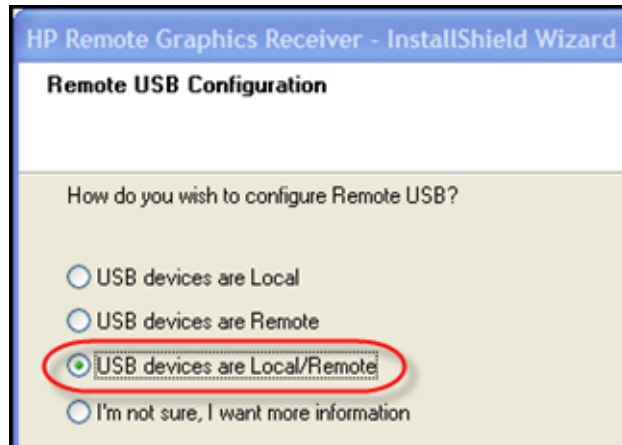 HP Remote Graphics Receiver - InstallShield Wizard
Remote USB Configuration
How do you wish to configure Remote USB?
USB devices are Local
USB devices are Remote
USB devices are Local/Remote
I'm not sure, I want more information